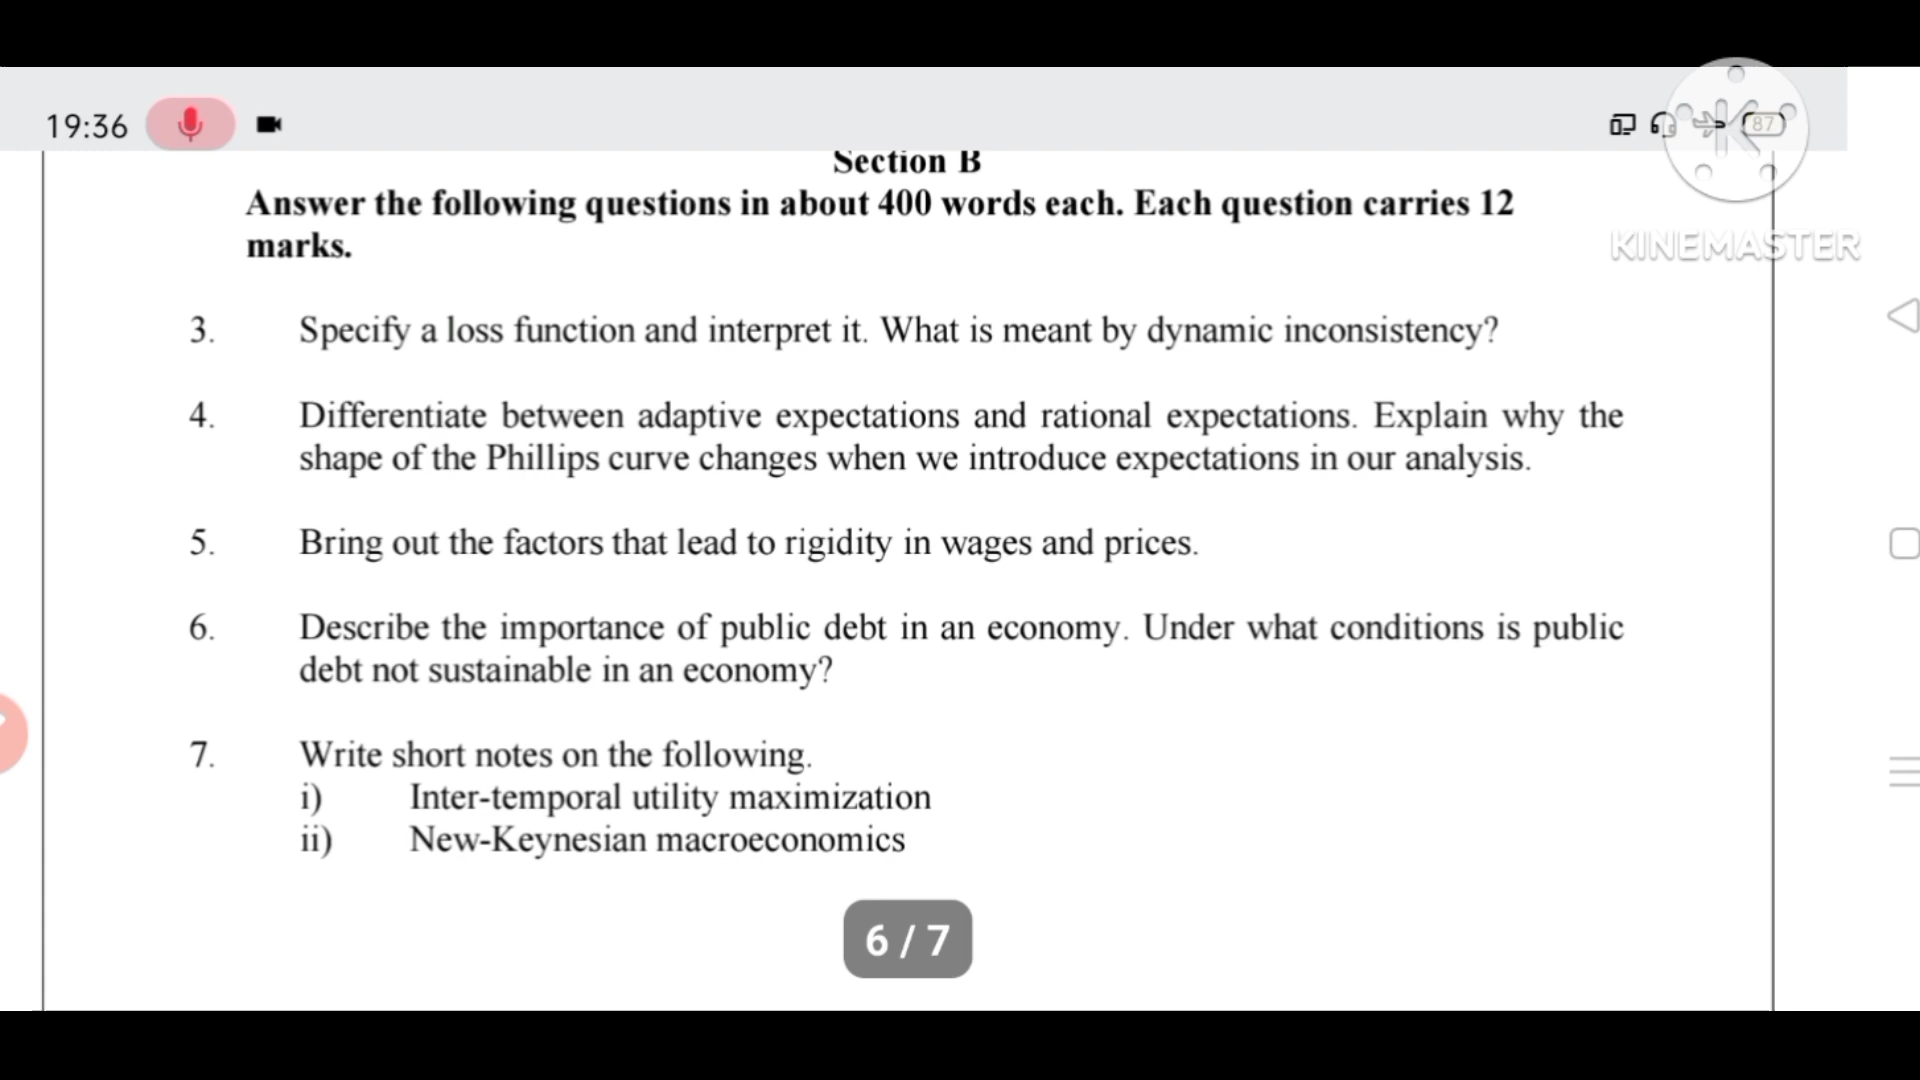 19:36
87
Section B
Answer the following questions in about 400 words each. Each question carries 12
marks.
KINEMASTER
3. Specify a loss function and interpret it. What is meant by dynamic inconsistency?
4. Differentiate between adaptive expectations and rational expectations. Explain why the
shape of the Phillips curve changes when we introduce expectations in our analysis.
5. Bring out the factors that lead to rigidity in wages and prices.
6. Describe the importance of public debt in an economy. Under what conditions is public
debt not sustainable in an economy?
7. Write short notes on the following.
i) Inter-temporal utility maximization
ii) New-Keynesian macroeconomics
6 / 7